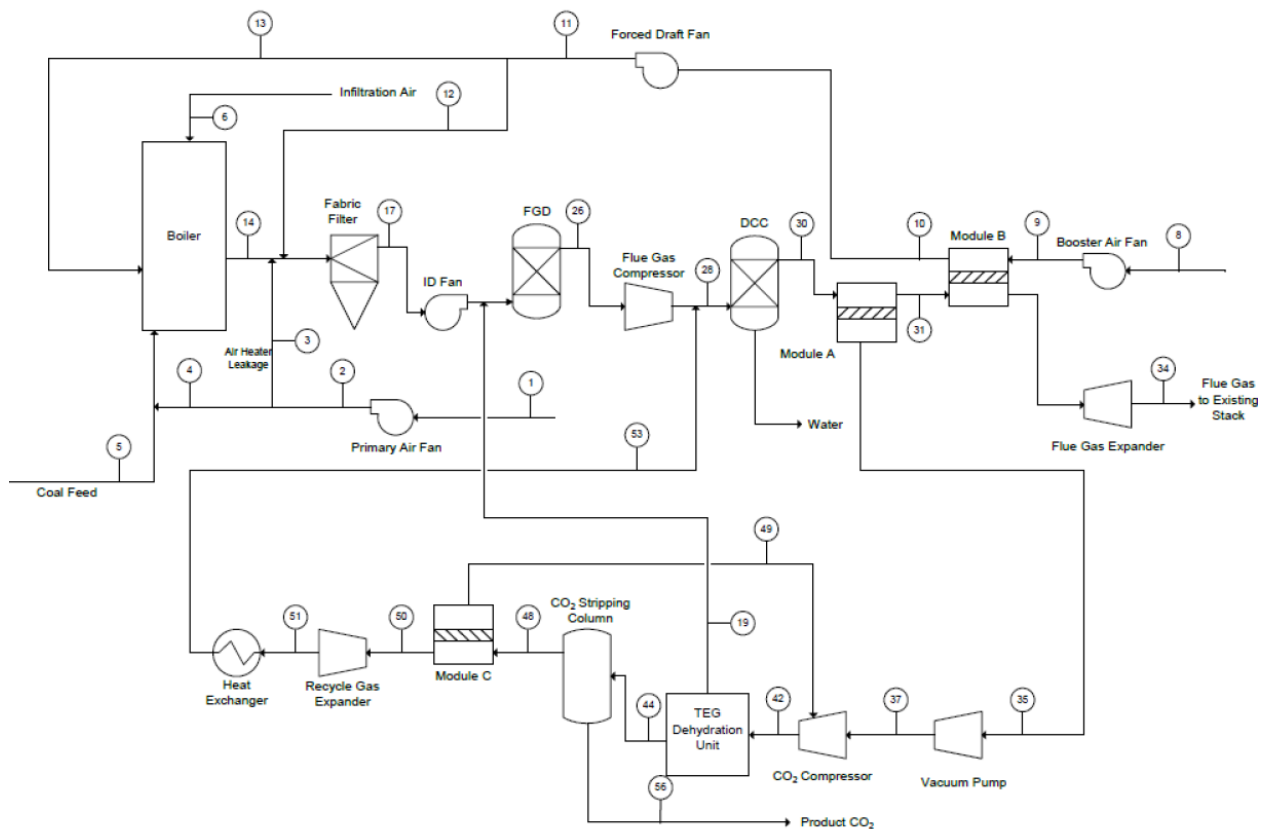 13
11
Forced Draft Fan
Infiltration Air
12
6
Fabric
Filter
17
FGD
26
DCC
30
10
Module B
9
Booster Air Fan
8
14
Boiler
ID Fan
Flue Gas
Compressor
28
31
Module A
Air Heater
Leakage
3
4
2
1
34
Flue Gas
to Existing
Stack
Primary Air Fan
Water
Flue Gas Expander
5
53
Coal Feed
49
51
50
48
CO2 Stripping
Column
19
Heat
Exchanger
Recycle Gas
Expander
Module C
44
TEG
Dehydration
Unit
42
37
35
CO2 Compressor
Vacuum Pump
56
Product CO2